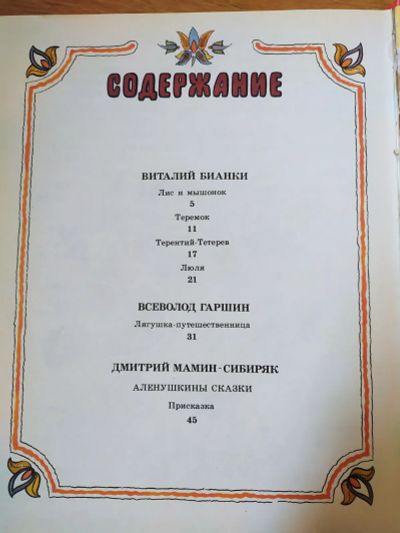 СОДЕРЖАНИЕ
ВИТАЛИЙ БИАНКИ
Лис и мышонок
5
Теремок
11
Терентий-Тетерев
17
Люля
21
ВСЕВОЛОД ГАРШИН
Лягушка-путешественница
31
ДМИТРИЙ МАМИН-СИБИРЯК
АЛЕНУШКИНЫ СКАЗКИ
Присказка
45